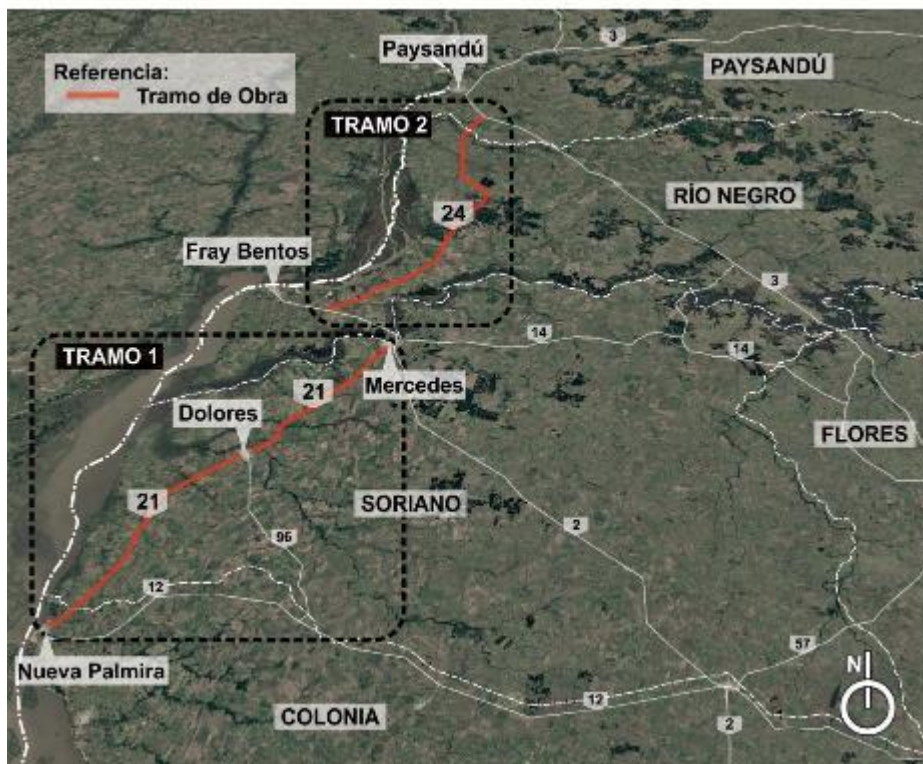 3
Paysandú
PAYSANDÚ
Referencia:
Tramo de Obra
TRAMO 2
RÍO NEGRO
24
Fray Bentos
3
14
14
TRAMO 1
Mercedes
21
Dolores
FLORES
21
SORIANO
2
96
12
57
N
Nueva Palmira
12
COLONIA
2